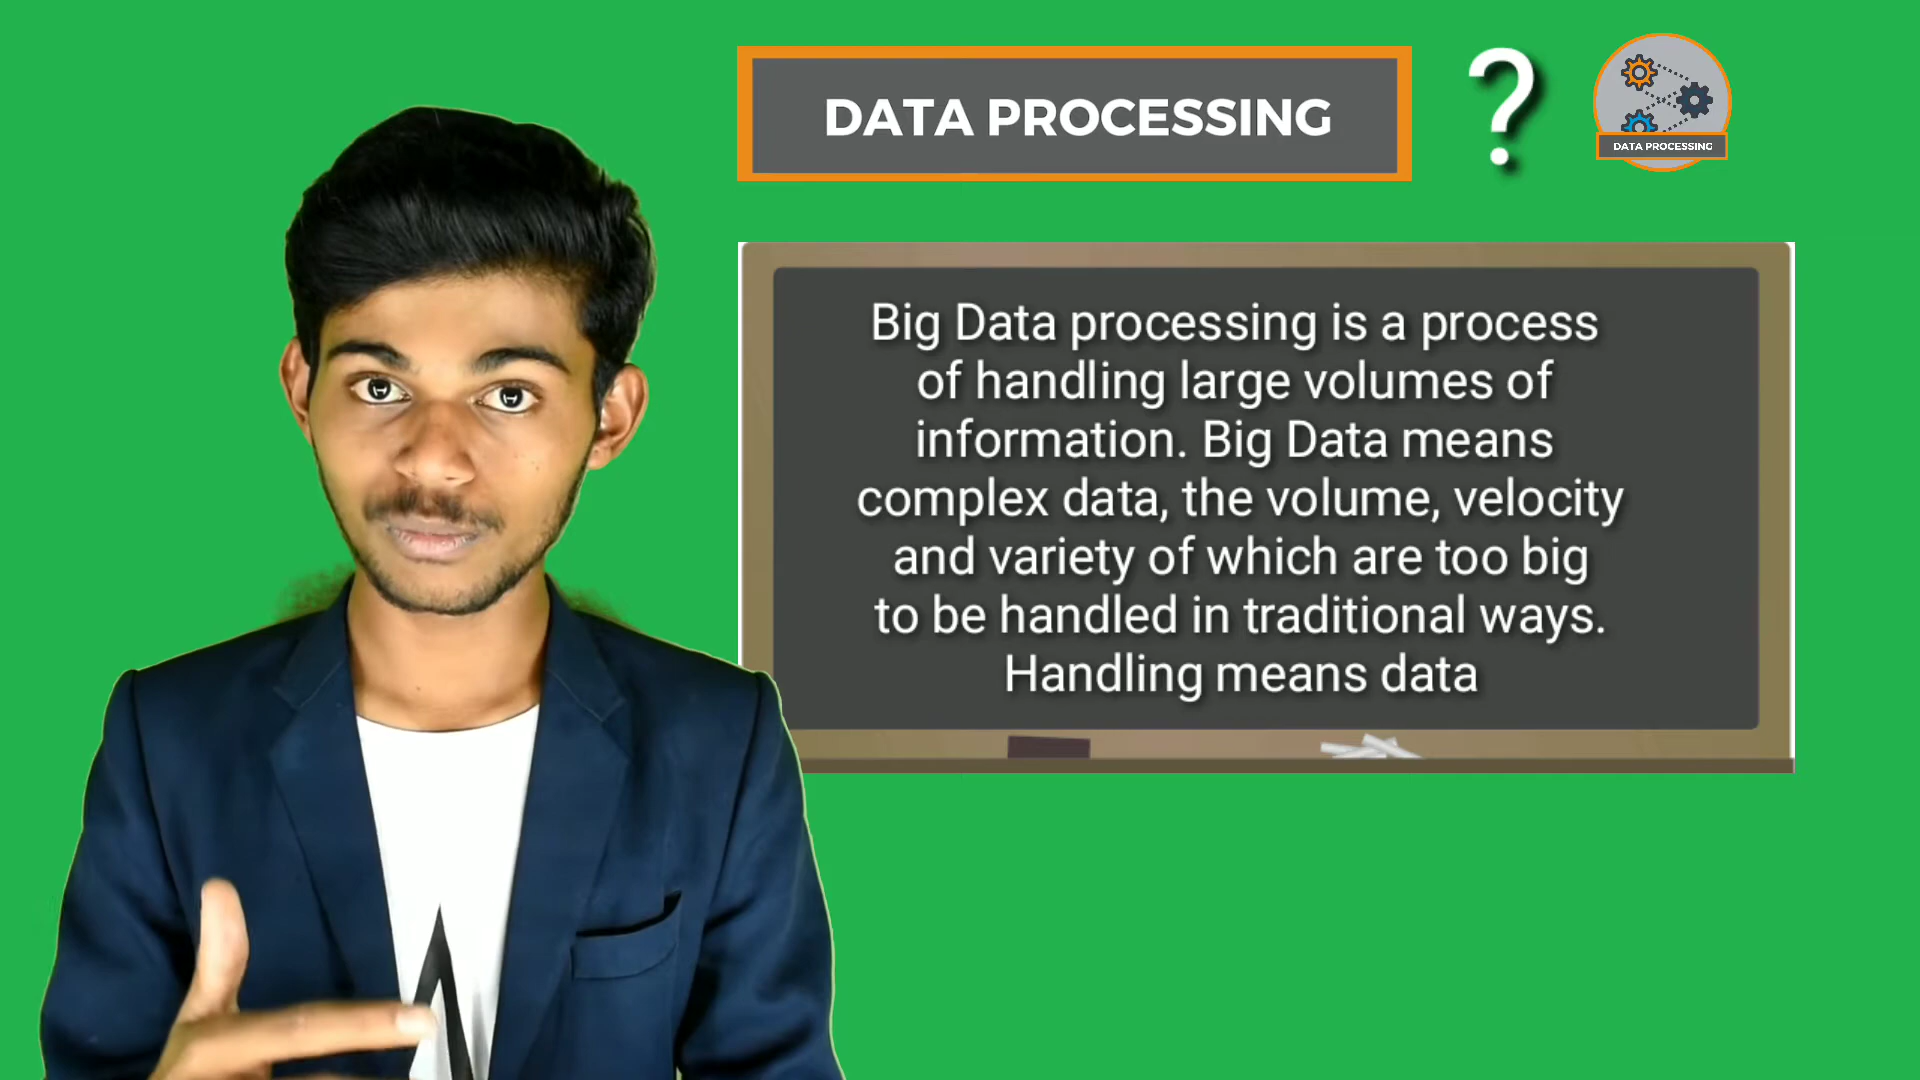 DATA PROCESSING
?
DATA PROCESSING
Big Data processing is a process
of handling large volumes of
information. Big Data means
complex data, the volume, velocity
and variety of which are too big
to be handled in traditional ways.
Handling means data